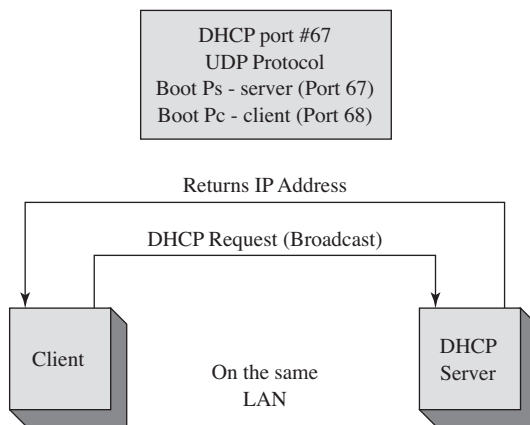 DHCP port #67
UDP Protocol
Boot Ps - server (Port 67)
Boot Pc - client (Port 68)
Returns IP Address
DHCP Request (Broadcast)
Client
On the same
LAN
DHCP
Server